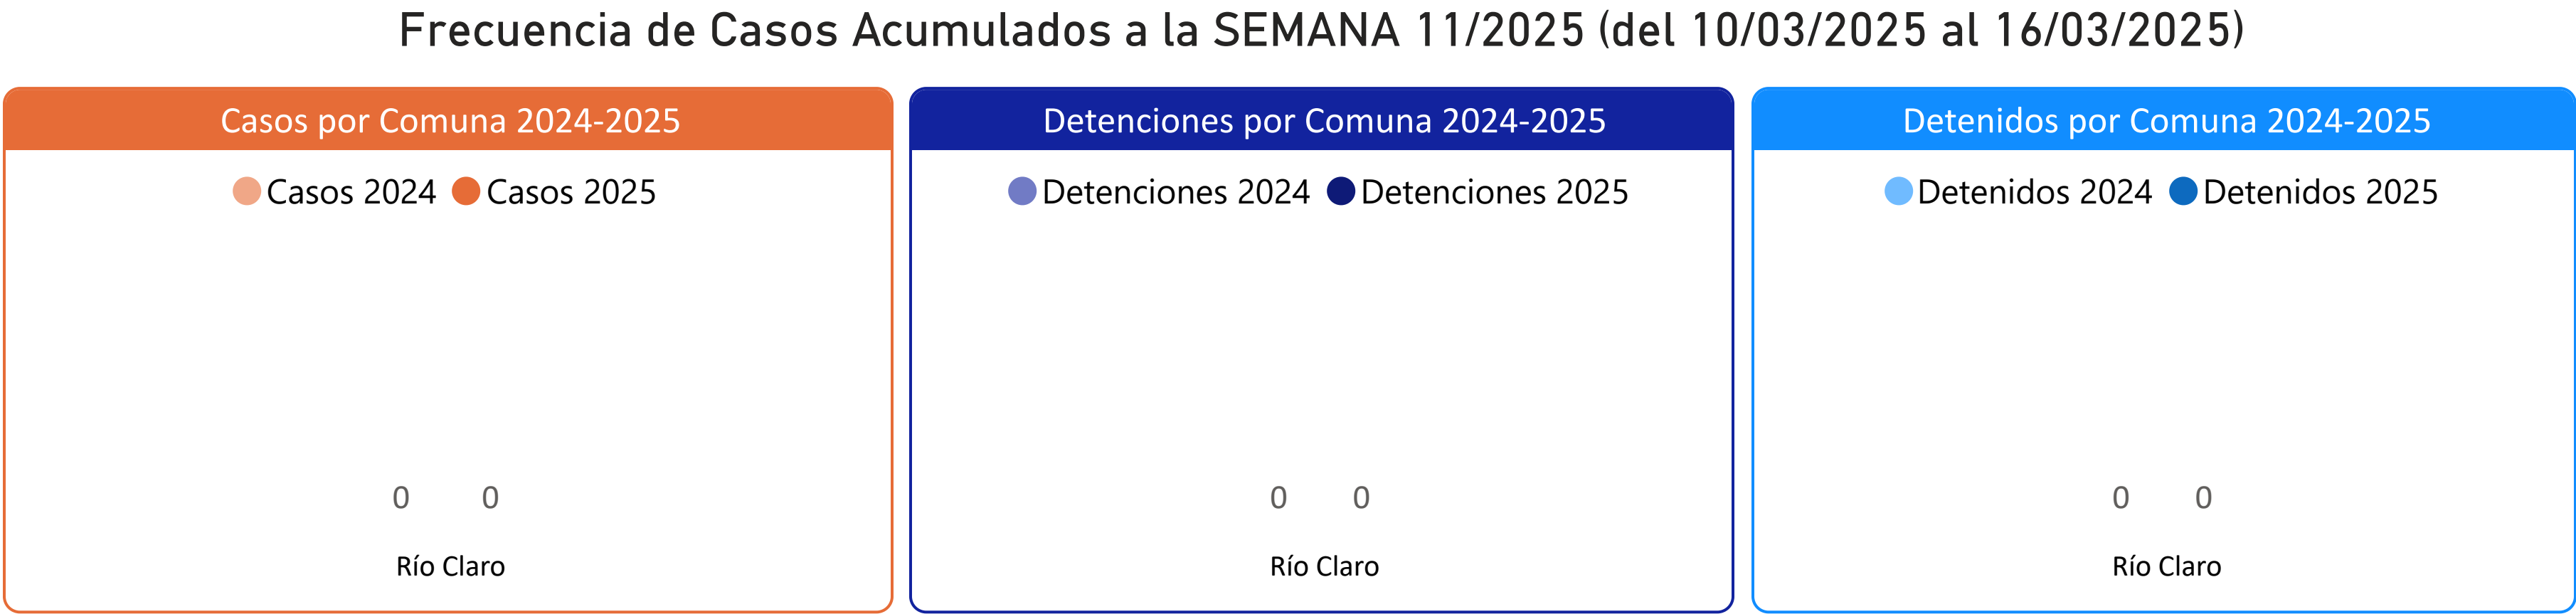 Frecuencia de Casos Acumulados a la SEMANA 11/2025 (del 10/03/2025 al 16/03/2025)
Casos por Comuna 2024-2025
Casos 2024 Casos 2025
0 0
Río Claro
Detenciones por Comuna 2024-2025
Detenciones 2024 Detenciones 2025
0 0
Río Claro
Detenidos por Comuna 2024-2025
Detenidos 2024 Detenidos 2025
0 0
Río Claro